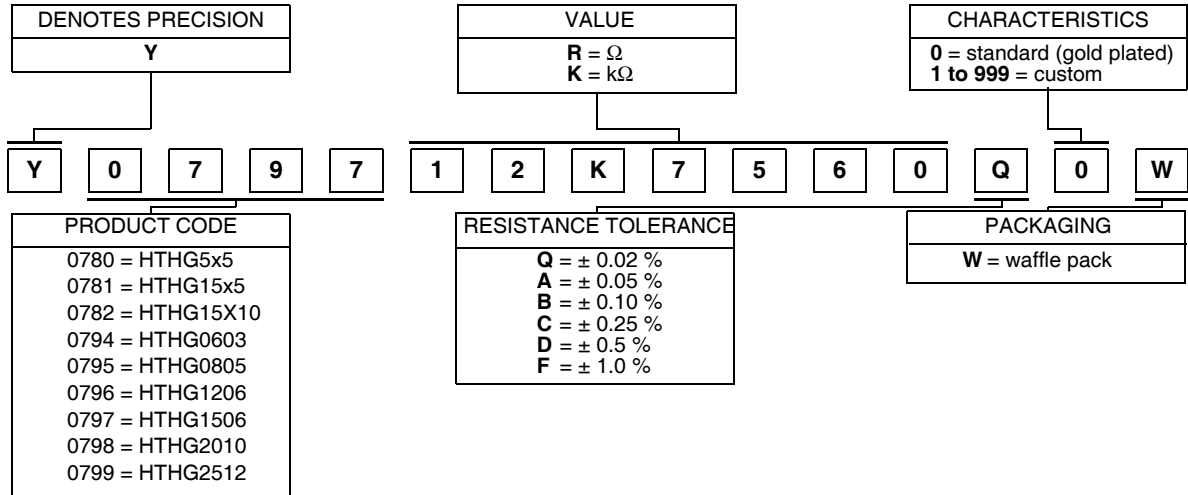 DENOTES PRECISION
Y
VALUE
R = Ω
K = kΩ
CHARACTERISTICS
0 = standard (gold plated)
1 to 999 = custom
Y 0 7 9 7 1 2 K 7 5 6 0 Q 0 W
PRODUCT CODE
0780 = HTHG5x5
0781 = HTHG15x5
0782 = HTHG15X10
0794 = HTHG0603
0795 = HTHG0805
0796 = HTHG1206
0797 = HTHG1506
0798 = HTHG2010
0799 = HTHG2512
RESISTANCE TOLERANCE
Q = ± 0.02 %
A = ± 0.05 %
B = ± 0.10 %
C = ± 0.25 %
D = ± 0.5 %
F = ± 1.0 %
PACKAGING
W = waffle pack